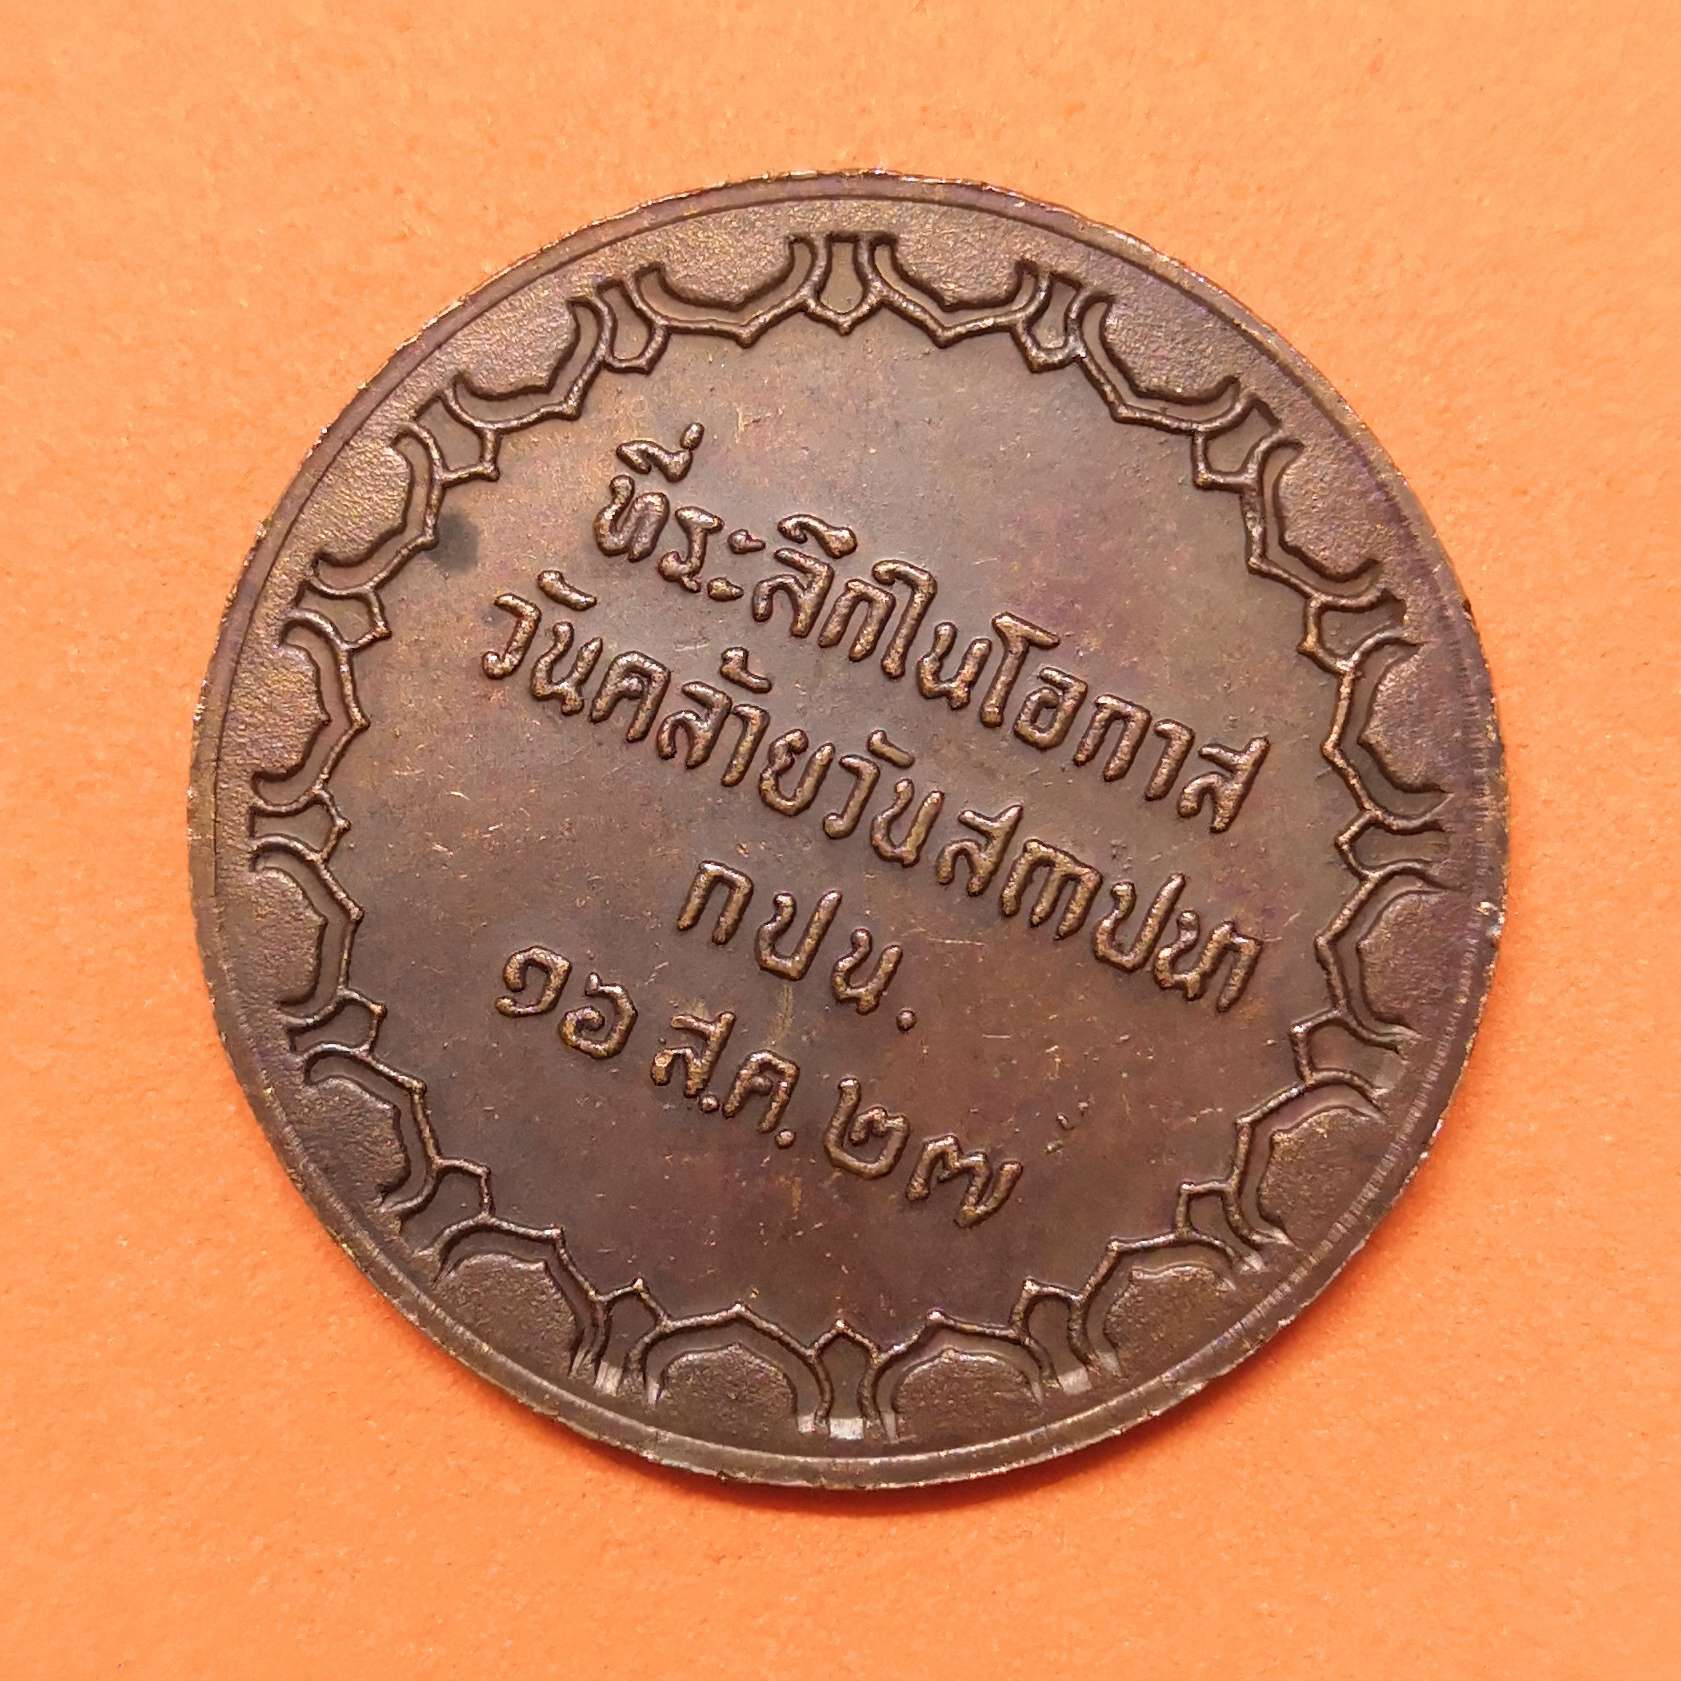 ที่ระลึกในโอกาส
วันคล้ายวันสถาปนา
กปน.
๑๖ ส.ค. ๒๗